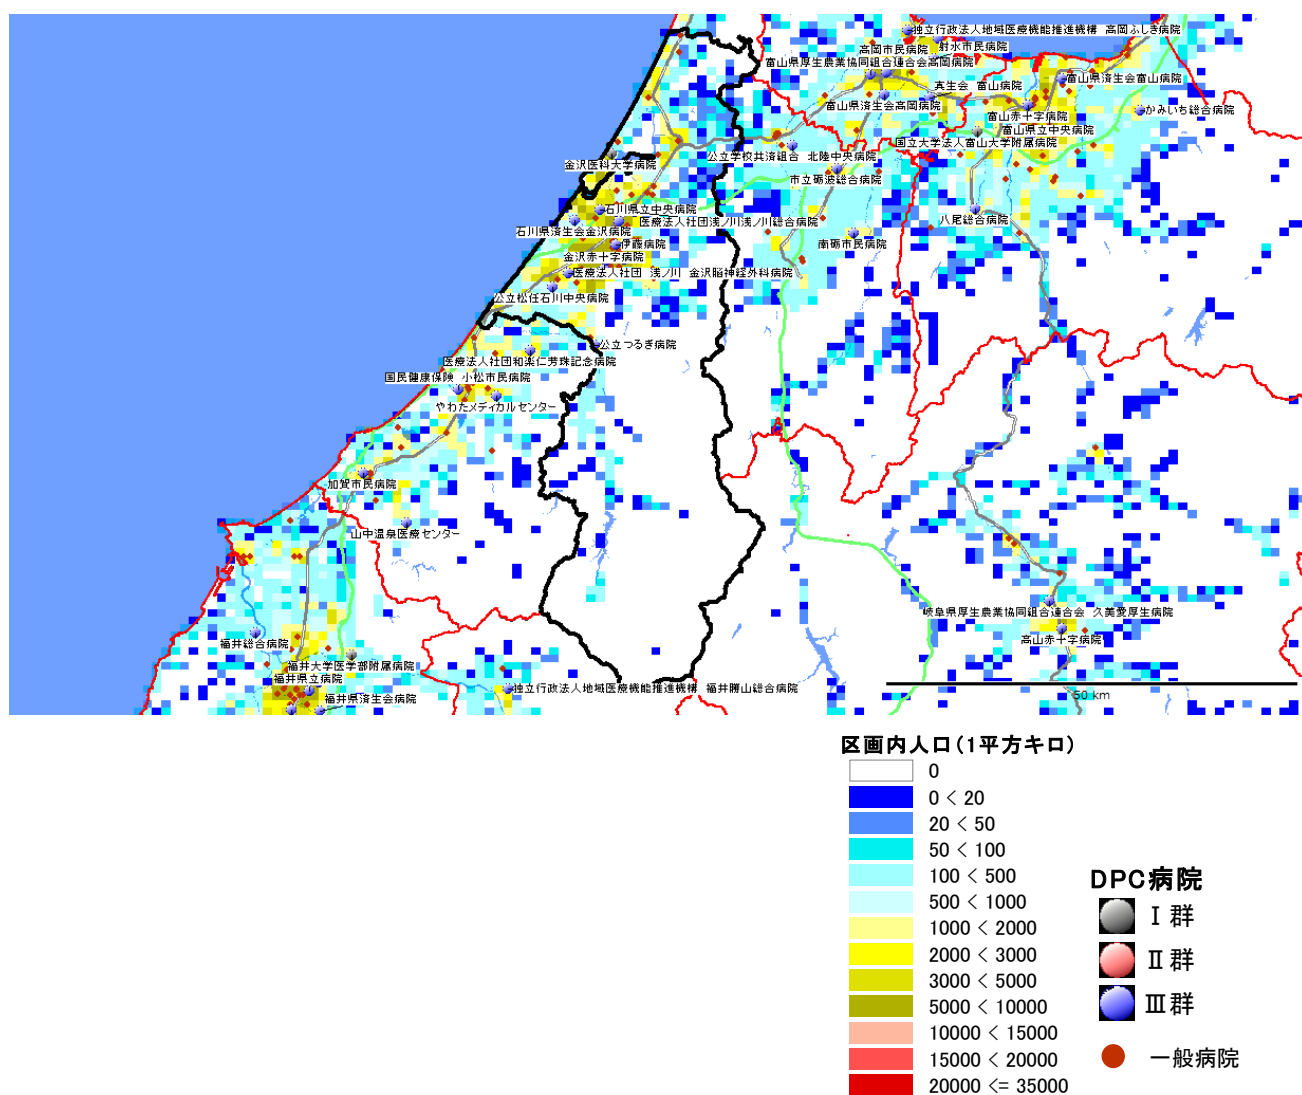 独立行政法人地域医療機能推進機構　高岡ふしき病院
高岡市民病院
射水市民病院
富山県厚生農業協同組合連合会高岡病院
富山県済生会富山病院
真生会　富山病院
富山県済生会高岡病院
かみいち総合病院
富山赤十字病院
富山県立中央病院
国立大学法人富山大学附属病院
公立学校共済組合　北陸中央病院
金沢医科大学病院
市立砺波総合病院
石川県立中央病院
医療法人社団浅ノ川浅ノ川総合病院
八尾総合病院
石川県済生会金沢病院
伊藤病院
南砺市民病院
金沢赤十字病院
医療法人社団　浅ノ川　金沢脳神経外科病院
公立松任石川中央病院
公立つるぎ病院
医療法人社団和楽仁芳珠記念病院
国民健康保険　小松市民病院
やわたメディカルセンター
加賀市民病院
山中温泉医療センター
岐阜県厚生農業協同組合連合会　久美愛厚生病院
高山赤十字病院
福井総合病院
福井大学医学部附属病院
福井県立病院
独立行政法人地域医療機能推進機構　福井勝山総合病院
福井県済生会病院
50 km
区画内人口（1平方キロ）
0
0 < 20
20 < 50
50 < 100
100 < 500
500 < 1000
1000 < 2000
2000 < 3000
3000 < 5000
5000 < 10000
10000 < 15000
15000 < 20000
20000 <= 35000
DPC病院
Ⅰ群
Ⅱ群
Ⅲ群
一般病院